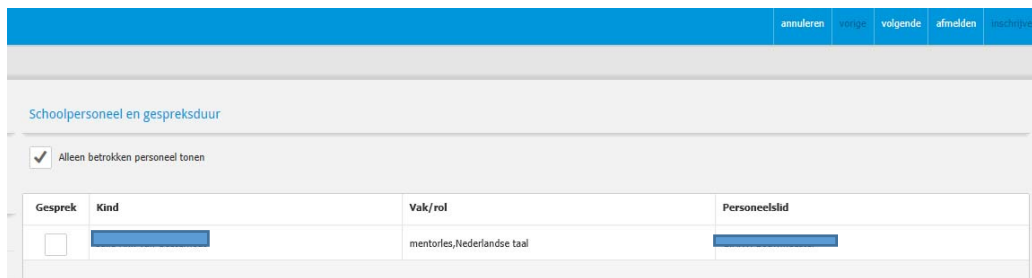 annuleren vorige volgende afmelden inschrijve
Schoolpersoneel en gespreksduur
Alleen betrokken personeel tonen
Gesprek Kind Vak/rol Personeelslid
mentorles,Nederlandse taal